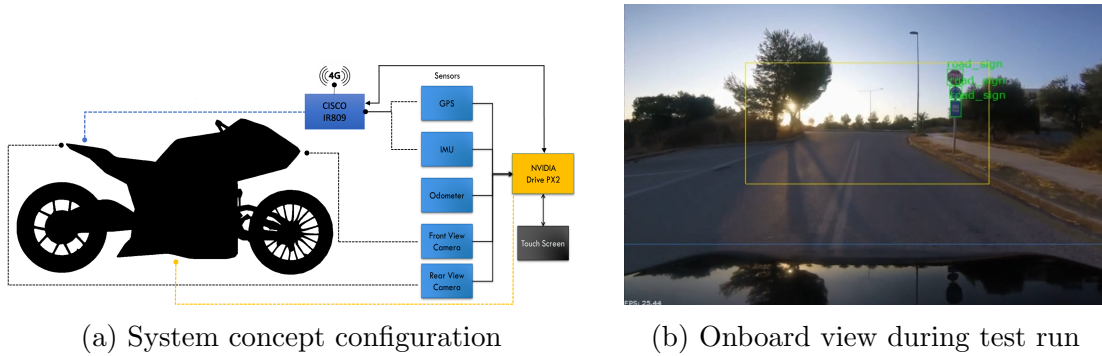 4G
CISCO
IR809
Sensors
GPS
IMU
Odometer
Front View
Camera
Rear View
Camera
NVIDIA
Drive PX2
Touch Screen
road_sign
road_sign
FPS: 25.44
(a) System concept configuration
(b) Onboard view during test run